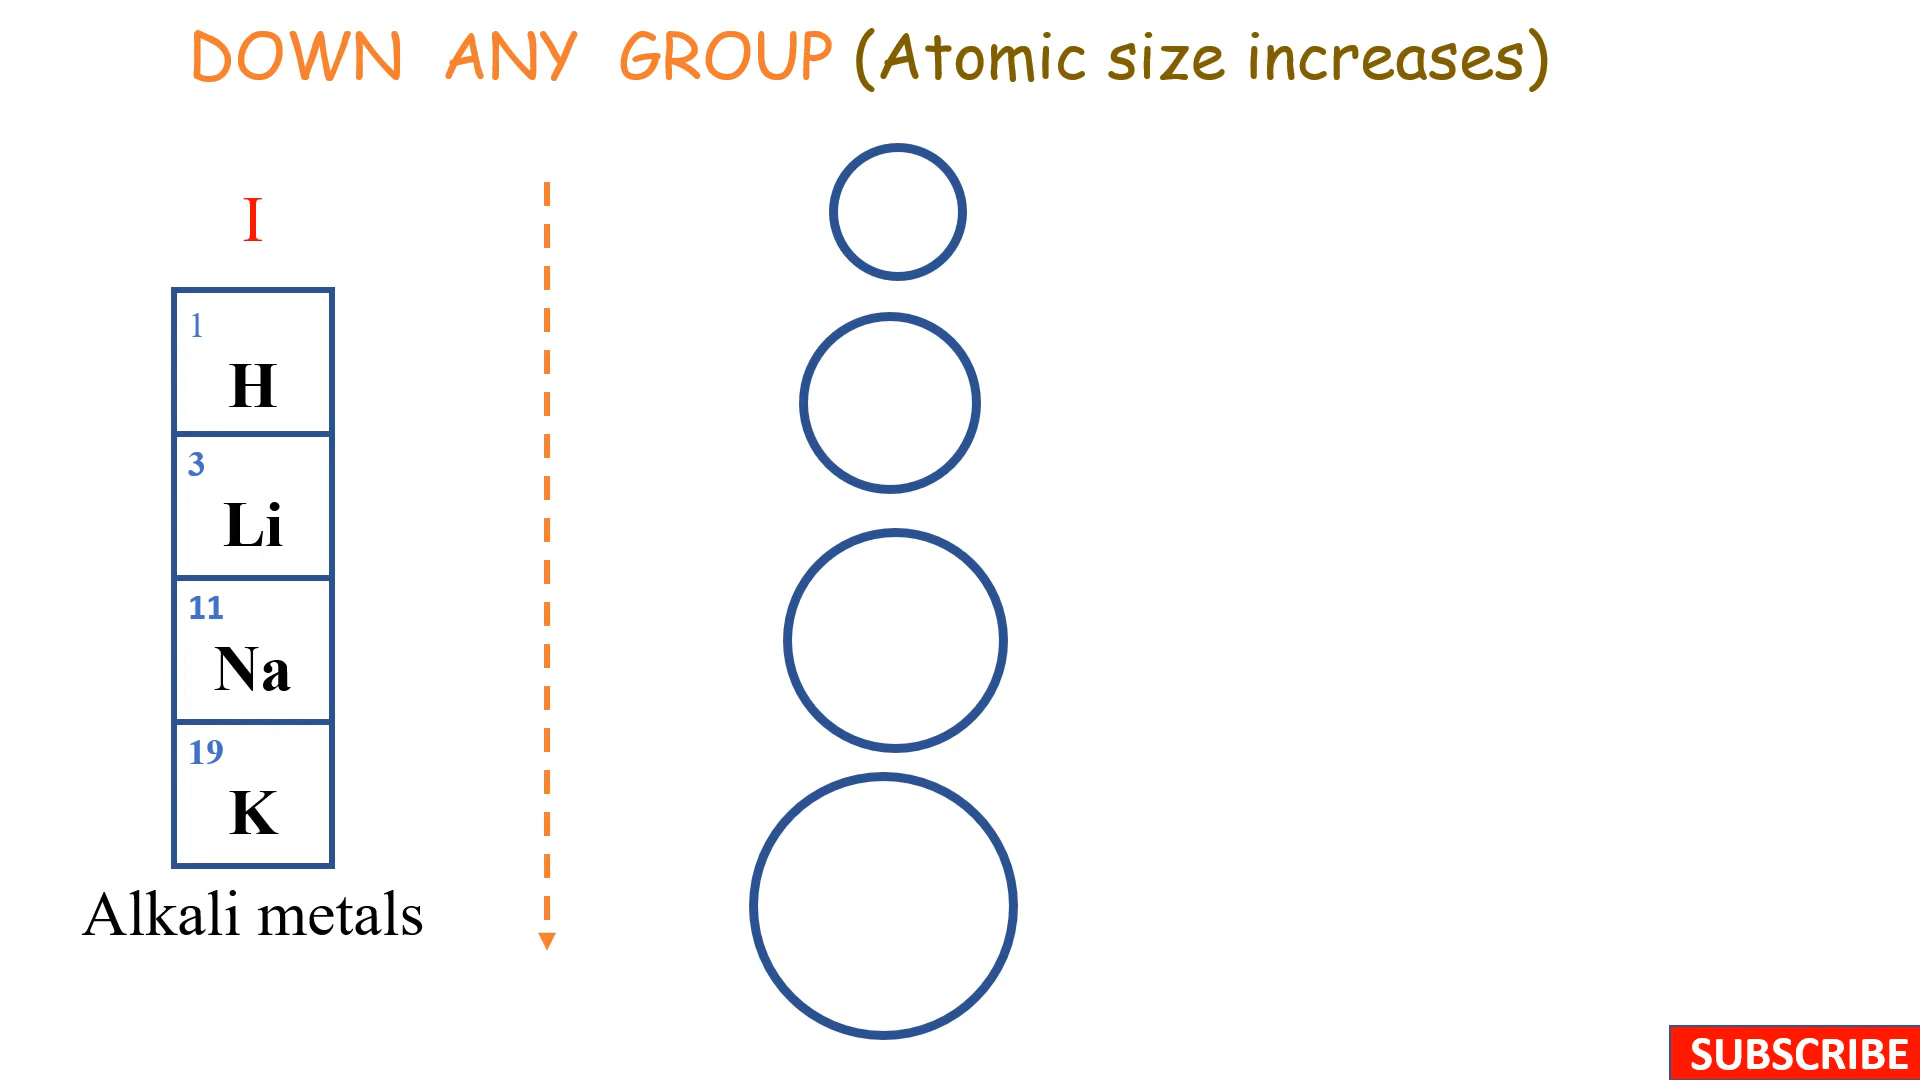 DOWN ANY GROUP (Atomic size increases)
I
1
H
3
Li
11
Na
19
K
Alkali metals
SUBSCRIBE